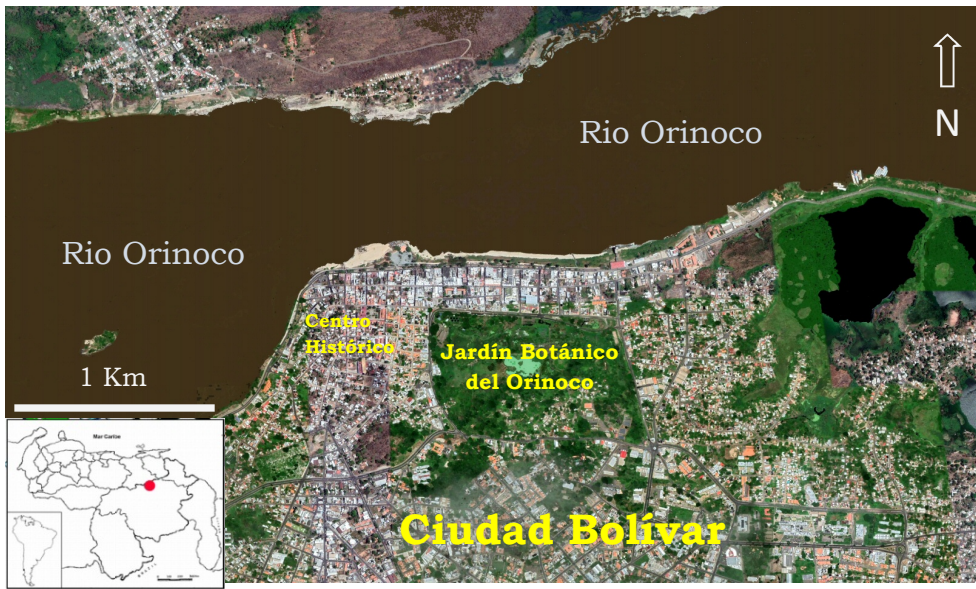 N
Rio Orinoco
Rio Orinoco
Centro
Histórico
Jardín Botánico
del Orinoco
1 Km
Mar Caribe
Ciudad Bolívar